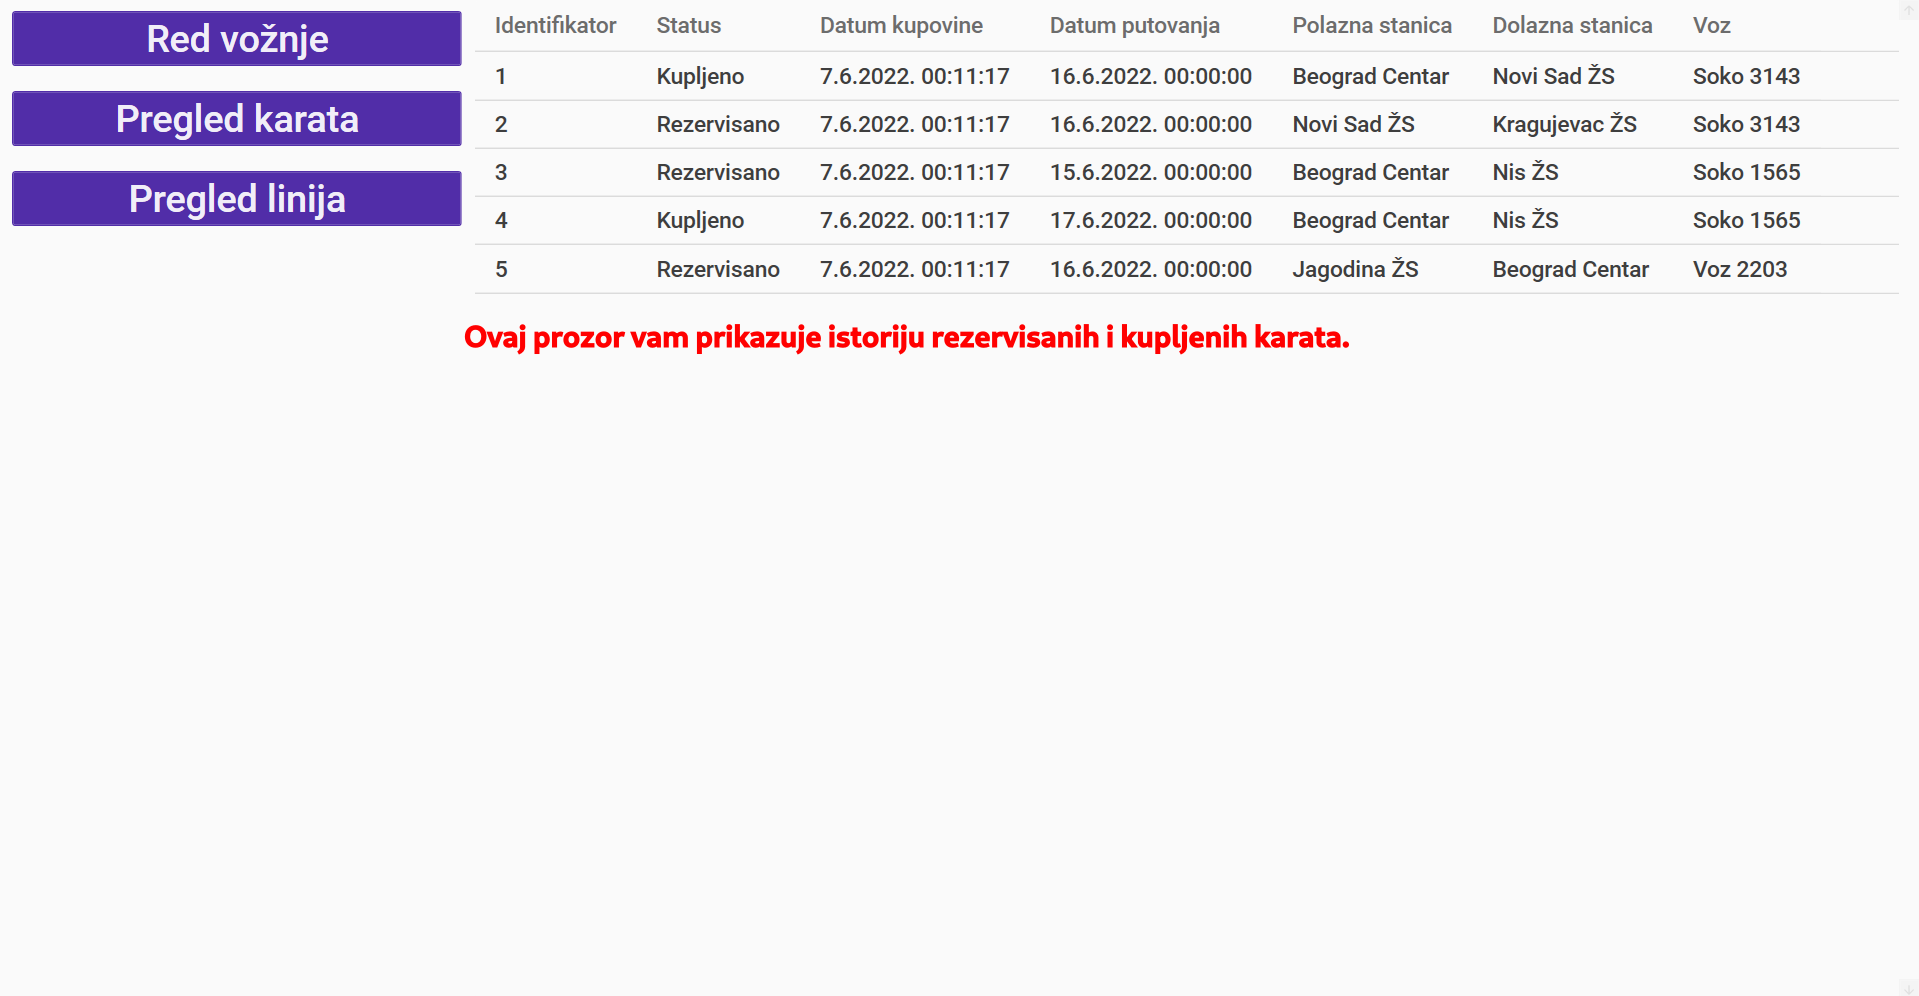 Red vožnje
Pregled karata
Pregled linija
Identifikator Status Datum kupovine Datum putovanja Polazna stanica Dolazna stanica Voz
1 Kupljeno 7.6.2022. 00:11:17 16.6.2022. 00:00:00 Beograd Centar Novi Sad ŽS Soko 3143
2 Rezervisano 7.6.2022. 00:11:17 16.6.2022. 00:00:00 Novi Sad ŽS Kragujevac ŽS Soko 3143
3 Rezervisano 7.6.2022. 00:11:17 15.6.2022. 00:00:00 Beograd Centar Nis ŽS Soko 1565
4 Kupljeno 7.6.2022. 00:11:17 17.6.2022. 00:00:00 Beograd Centar Nis ŽS Soko 1565
5 Rezervisano 7.6.2022. 00:11:17 16.6.2022. 00:00:00 Jagodina ŽS Beograd Centar Voz 2203
Ovaj prozor vam prikazuje istoriju rezervisanih i kupljenih karata.